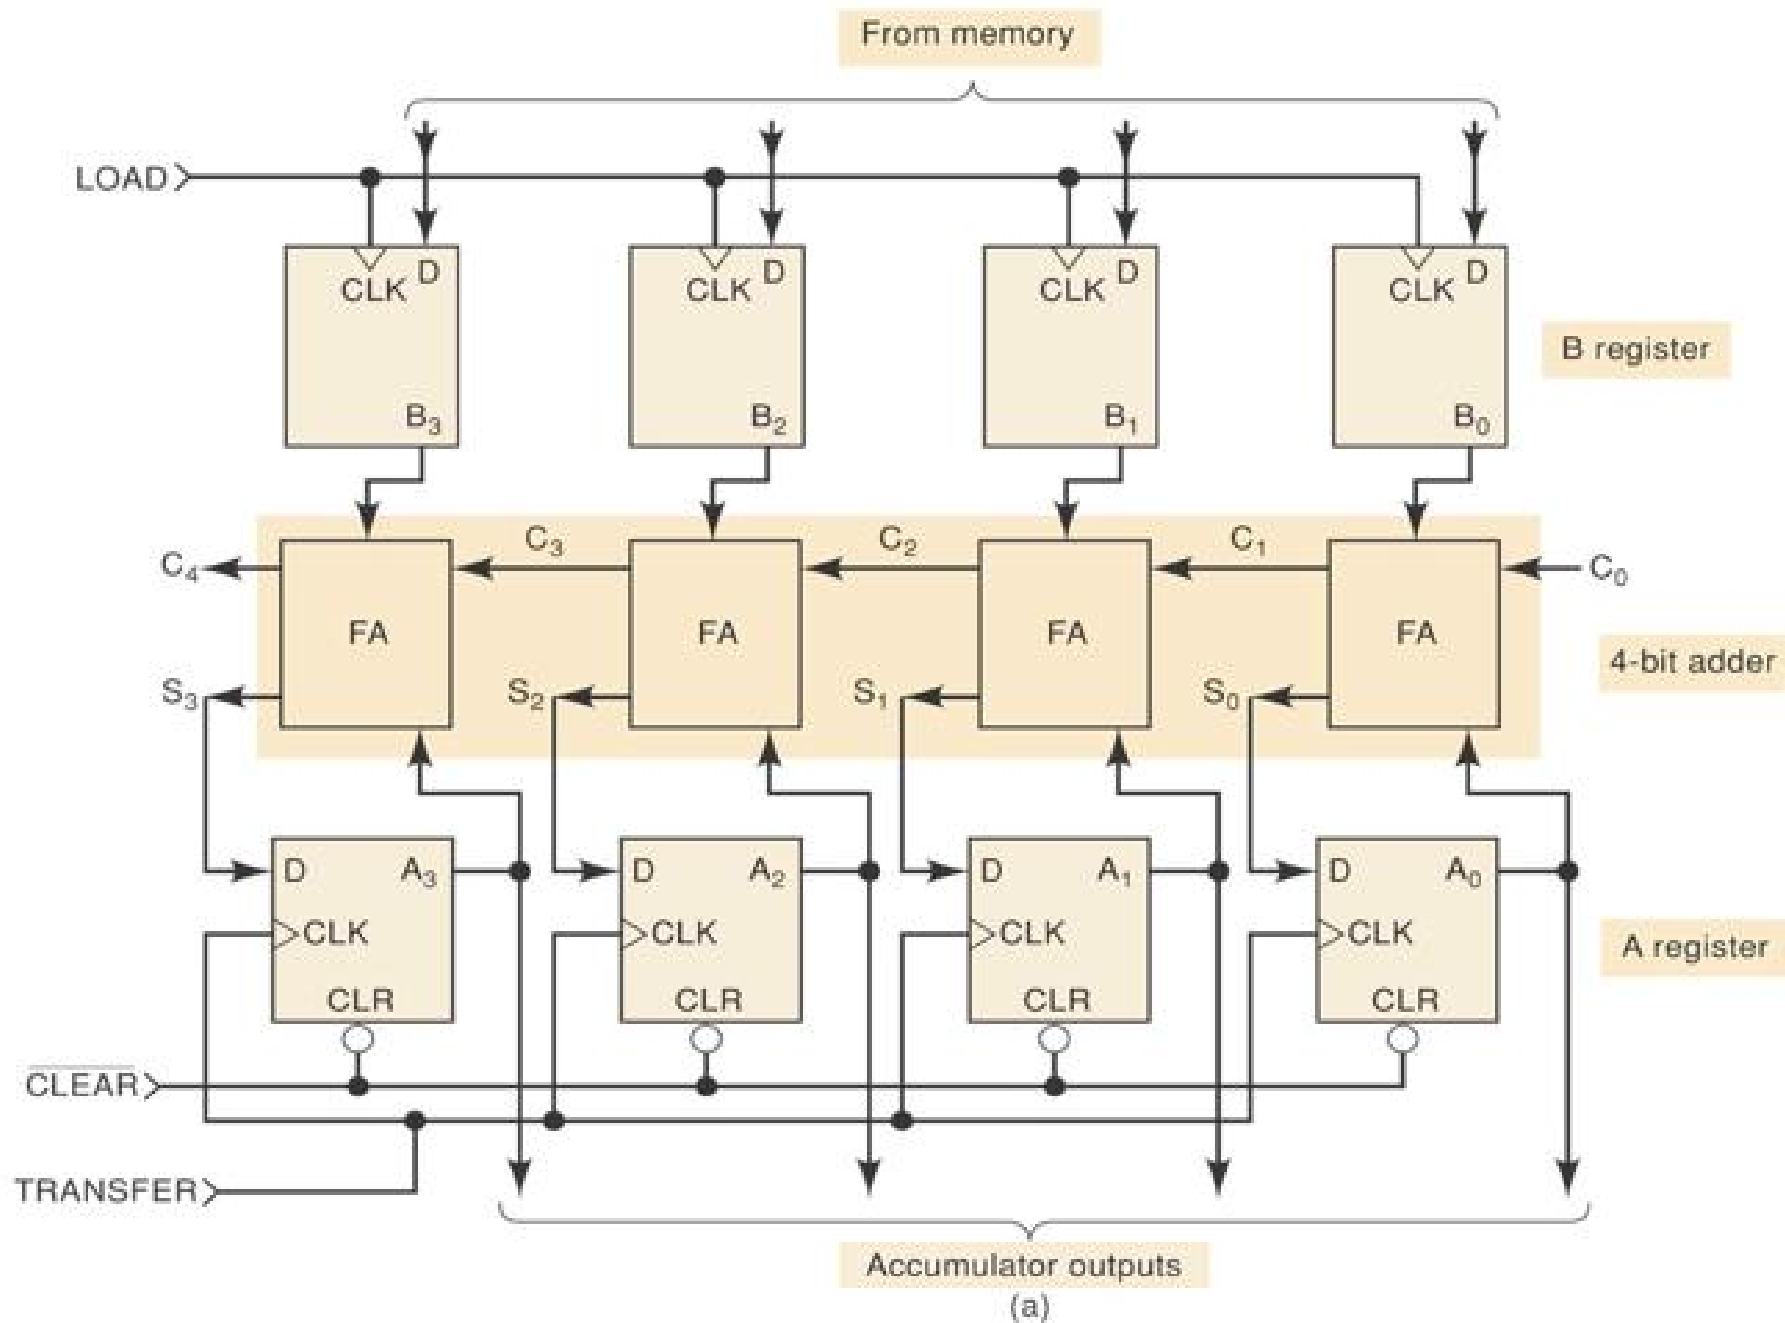 From memory
LOAD
CLK D CLK D CLK D CLK D
B register
B₃ B₂ B₁ B₀
C₄ C₃ C₂ C₁ C₀
FA FA FA FA
4-bit adder
S₃ S₂ S₁ S₀
D A₃ D A₂ D A₁ D A₀
CLK CLK CLK CLK
A register
CLR CLR CLR CLR
C̅L̅E̅A̅R̅
TRANSFER
Accumulator outputs
(a)